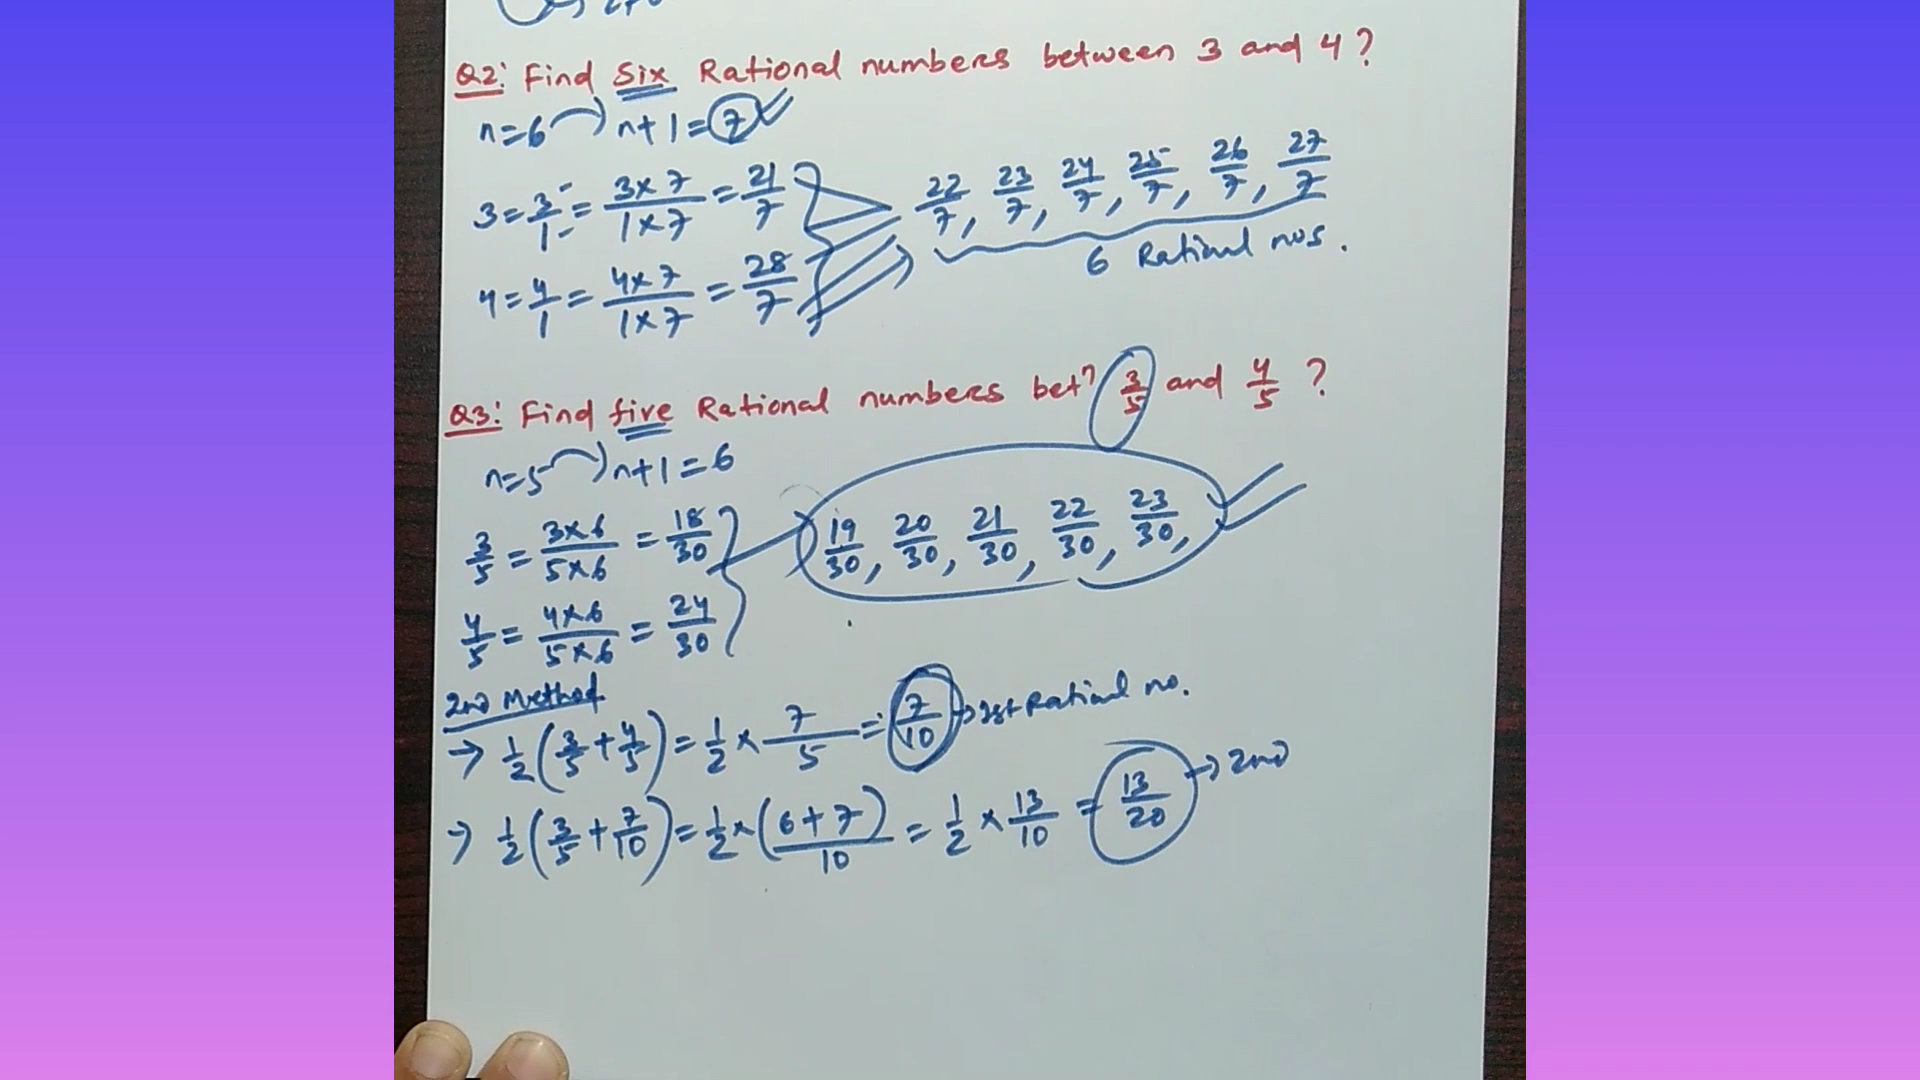 Q2: Find Six Rational numbers between 3 and 4?
n=6 → n+1=7
3=3/1=(3×7)/(1×7)=21/7
22/7, 23/7, 24/7, 25/7, 26/7, 27/7
6 Rational nos.
4=4/1=(4×7)/(1×7)=28/7
Q3: Find five Rational numbers betⁿ 3/5 and 4/5 ?
n=5 → n+1=6
3/5=(3×6)/(5×6)=18/30
19/30, 20/30, 21/30, 22/30, 23/30,
4/5=(4×6)/(5×6)=24/30
2nd Method
→ 1/2(3/5+4/5)=1/2×7/5=7/10→1st Rational no.
→ 1/2(3/5+7/10)=1/2×(6+7)/10=1/2×13/10=13/20→2nd